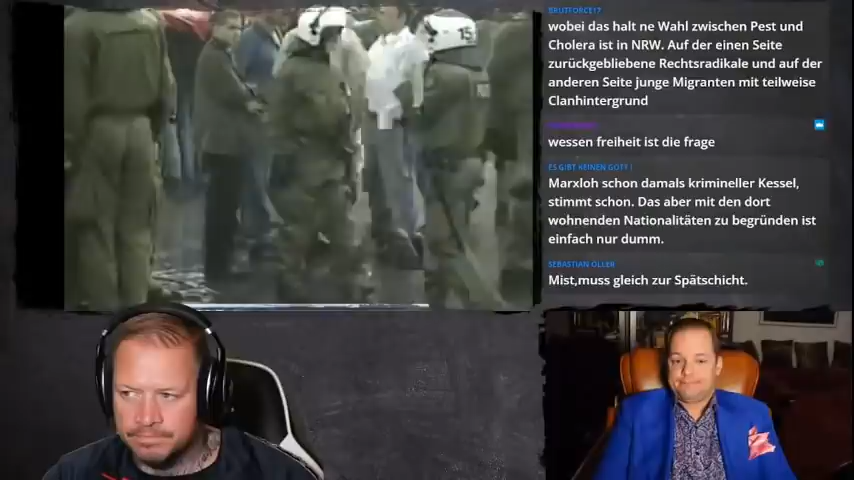 15
BRUTFORCE17
wobei das halt ne Wahl zwischen Pest und
Cholera ist in NRW. Auf der einen Seite
zurückgebliebene Rechtsradikale und auf der
anderen Seite junge Migranten mit teilweise
Clanhintergrund
wessen freiheit ist die frage
ES GIBT KEINEN GOTT !
Marxloh schon damals krimineller Kessel,
stimmt schon. Das aber mit den dort
wohnenden Nationalitäten zu begründen ist
einfach nur dumm.
SEBASTIAN ÖLLER
Mist,muss gleich zur Spätschicht.